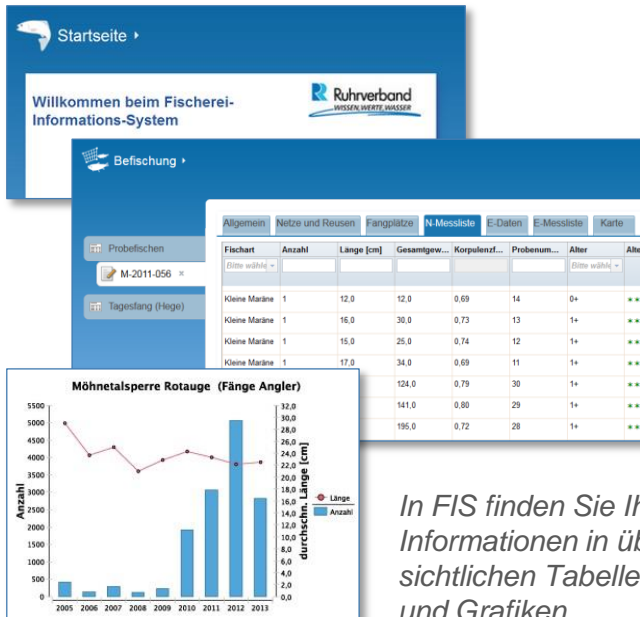 Startseite
Willkommen beim Fischerei-
Informations-System
Ruhrverband
WISSEN, WERTE, WASSER
Befischung
Probefischen
M-2011-056 ×
Tagesfang (Hege)
Allgemein Netze und Reusen Fangplätze N-Messliste E-Daten E-Messliste Karte
Fischart Anzahl Länge [cm] Gesamtgew... Korpulenzf... Probenum... Alter
Bitte wähle Bitte wähle
Kleine Maräne 1 12,0 12,0 0,69 14 0+
Kleine Maräne 1 16,0 30,0 0,73 13 1+
Kleine Maräne 1 15,0 25,0 0,74 12 1+
Kleine Maräne 1 17,0 34,0 0,69 11 1+
124,0 0,79 30 1+
141,0 0,80 29 1+
195,0 0,72 28 1+
Möhnetalsperre Rotauge (Fänge Angler)
Anzahl
5500
5000
4500
4000
3500
3000
2500
2000
1500
1000
500
0
2005 2006 2007 2008 2009 2010 2011 2012 2013
32,0
30,0
28,0
26,0
24,0
22,0
20,0
18,0
16,0
14,0
12,0
10,0
8,0
6,0
4,0
2,0
0,0
durchschn. Länge [cm]
Länge
Anzahl
In FIS finden Sie
Informationen in
sichtlichen
und Grafiken